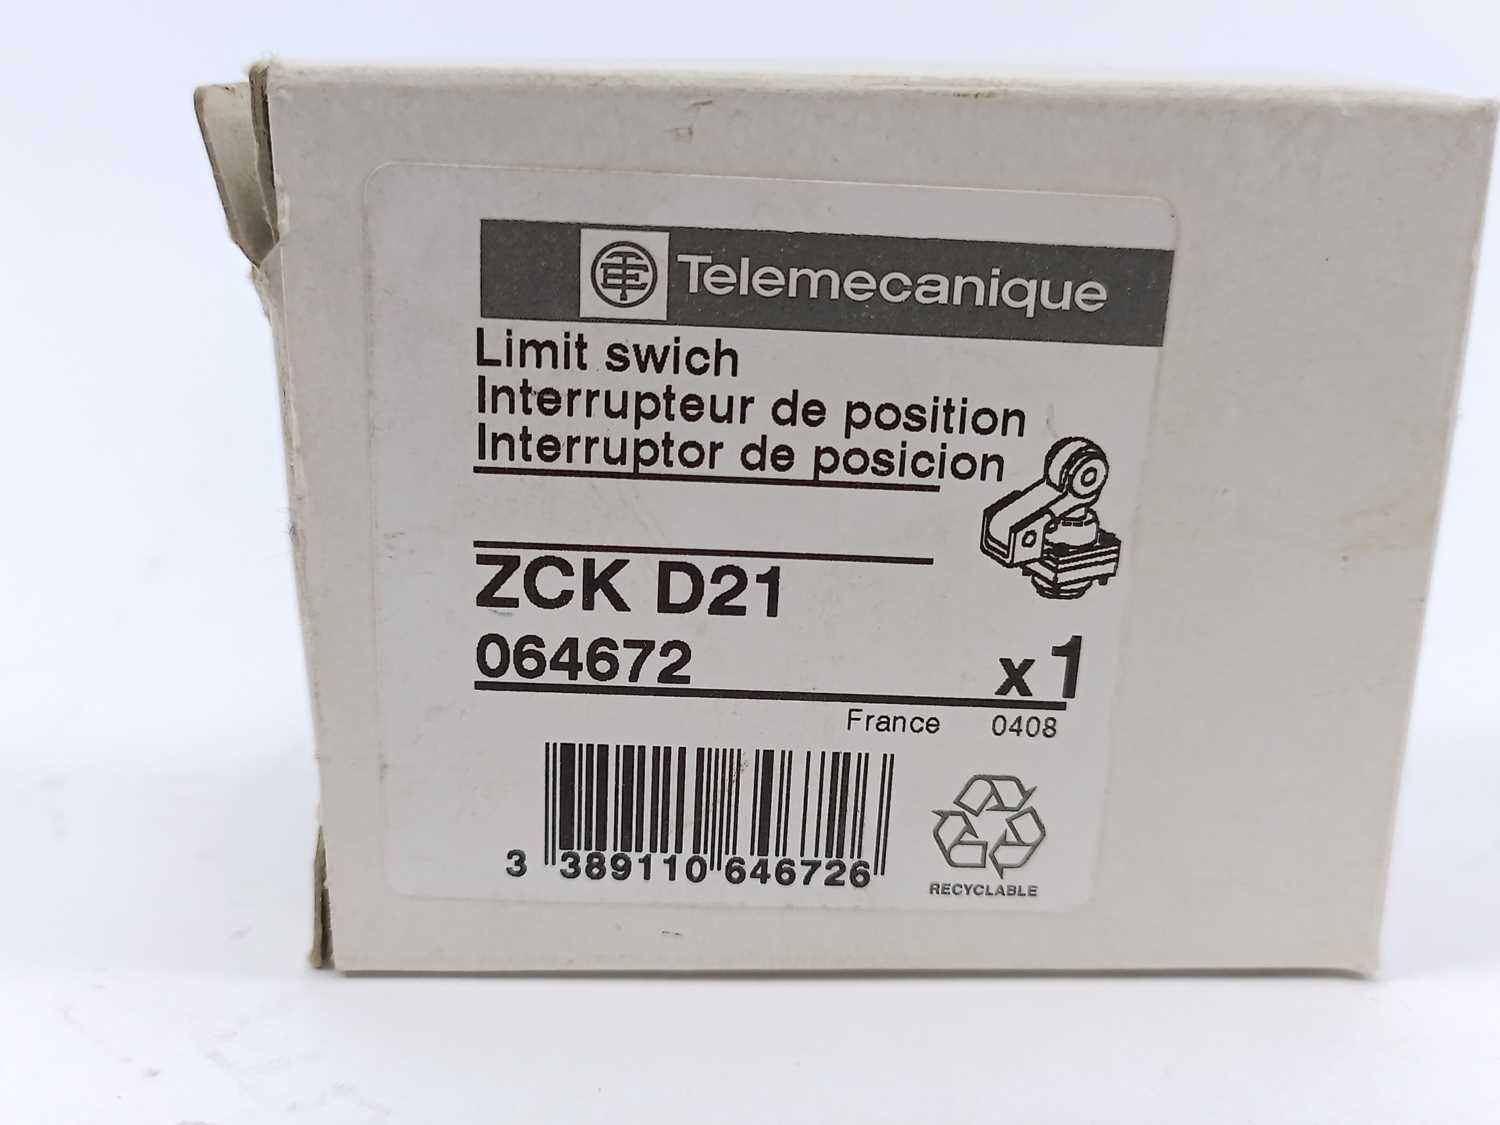 Telemecanique
Limit swich
Interrupteur de position
Interruptor de posicion
ZCK D21
064672 x 1
France 0408
3 389110 646726
RECYCLABLE